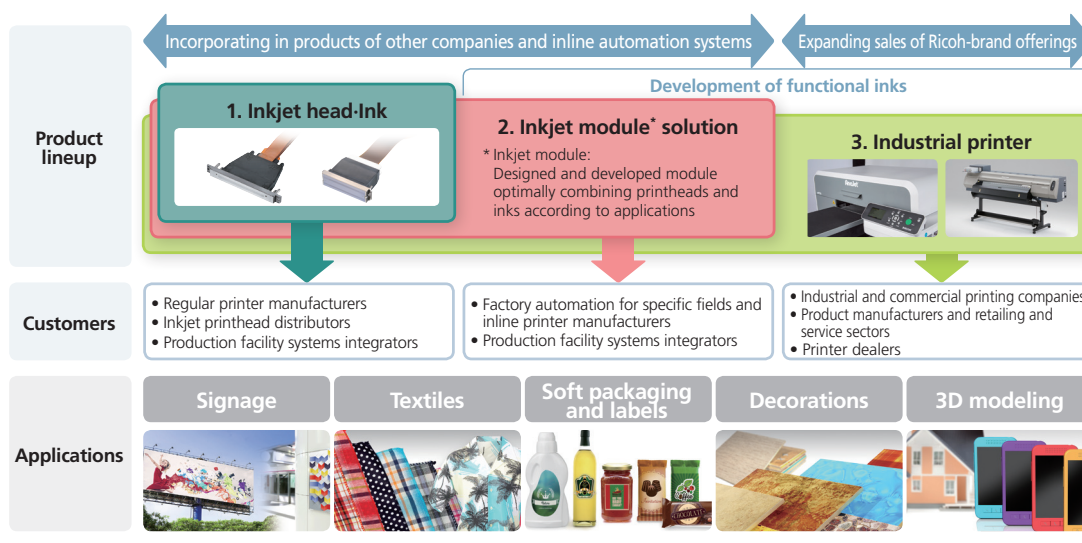 Incorporating in products of other companies and inline automation systems
Expanding sales of Ricoh-brand offerings
Development of functional inks
Product
lineup
1. Inkjet head·Ink
2. Inkjet module* solution
* Inkjet module:
Designed and developed module
optimally combining printheads and
inks according to applications
3. Industrial printer
Customers
• Regular printer manufacturers
• Inkjet printhead distributors
• Production facility systems integrators
• Factory automation for specific fields and
inline printer manufacturers
• Production facility systems integrators
• Industrial and commercial printing companies
• Product manufacturers and retailing and
service sectors
• Printer dealers
Applications
Signage
Textiles
Soft packaging
and labels
Decorations
3D modeling
CHOCOLATE